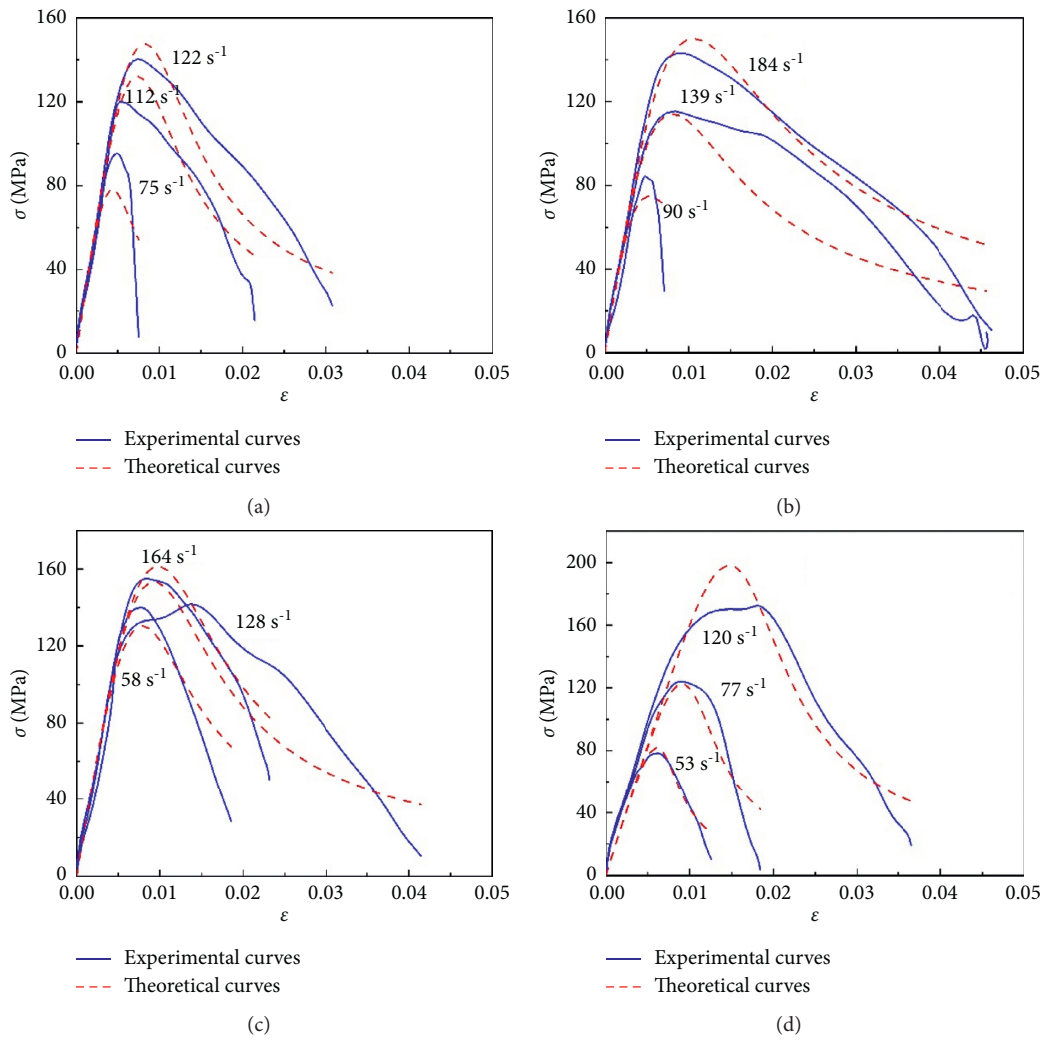 160
120
80
40
0
σ (MPa)
122 s-1
112 s-1
75 s-1
0.00 0.01 0.02 0.03 0.04 0.05
ε
Experimental curves
Theoretical curves
(a)
160
120
80
40
0
σ (MPa)
184 s-1
139 s-1
90 s-1
0.00 0.01 0.02 0.03 0.04 0.05
ε
Experimental curves
Theoretical curves
(b)
160
120
80
40
0
σ (MPa)
164 s-1
128 s-1
58 s-1
0.00 0.01 0.02 0.03 0.04 0.05
ε
Experimental curves
Theoretical curves
(c)
200
160
120
80
40
0
σ (MPa)
120 s-1
77 s-1
53 s-1
0.00 0.01 0.02 0.03 0.04 0.05
ε
Experimental curves
Theoretical curves
(d)